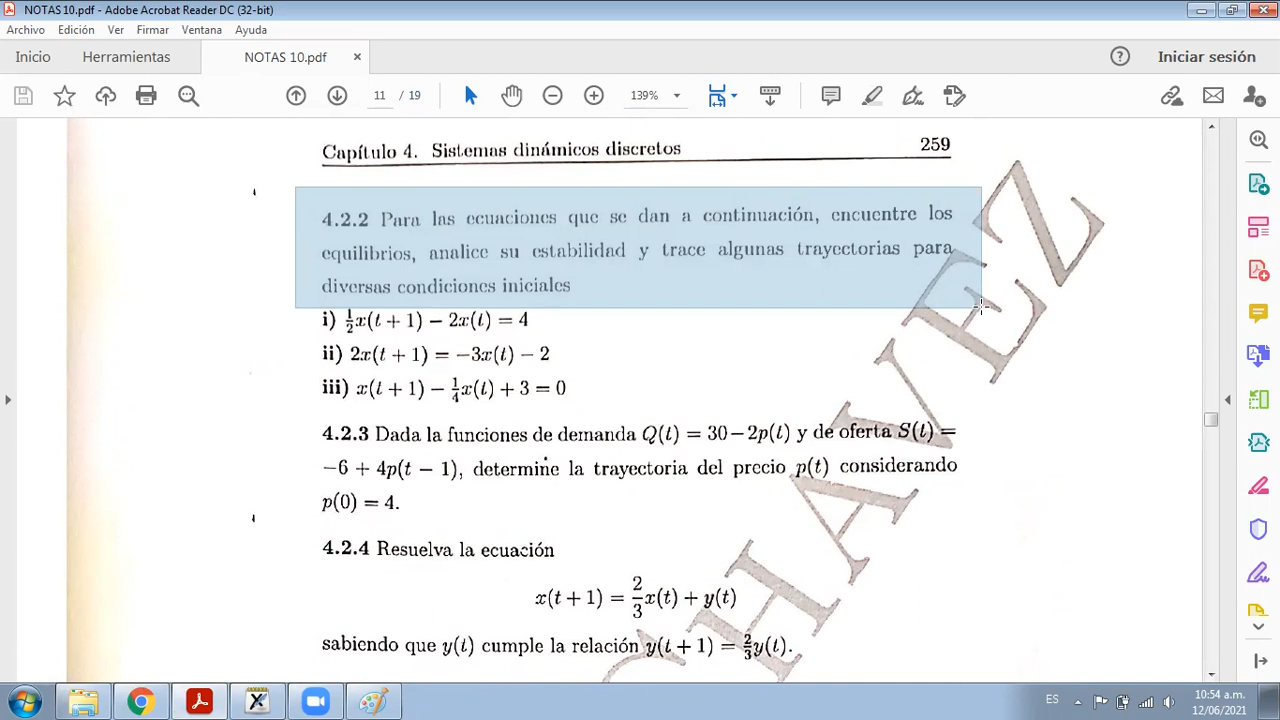 NOTAS 10.pdf - Adobe Acrobat Reader DC (32-bit)
Archivo Edición Ver Firmar Ventana Ayuda
Inicio Herramientas NOTAS 10.pdf × Iniciar sesión
11 / 19 139%
Capítulo 4. Sistemas dinámicos discretos 259
4.2.2 Para las ecuaciones que se dan a continuación, encuentre los
equilibrios, analice su estabilidad y trace algunas trayectorias para
diversas condiciones iniciales
i) ½x(t + 1) − 2x(t) = 4
ii) 2x(t + 1) = −3x(t) − 2
iii) x(t + 1) − ¼x(t) + 3 = 0
4.2.3 Dada la funciones de demanda Q(t) = 30−2p(t) y de oferta S(t) =
−6 + 4p(t − 1), determine la trayectoria del precio p(t) considerando
p(0) = 4.
4.2.4 Resuelva la ecuación
x(t + 1) = 2/3 x(t) + y(t)
sabiendo que y(t) cumple la relación y(t + 1) = ⅔y(t).
CHAVEZ
ES 10:54 a.m.
12/06/2021